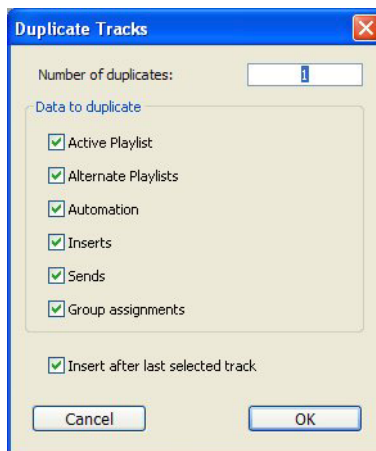 Duplicate Tracks
Number of duplicates: 1
Data to duplicate
Active Playlist
Alternate Playlists
Automation
Inserts
Sends
Group assignments
Insert after last selected track
Cancel OK